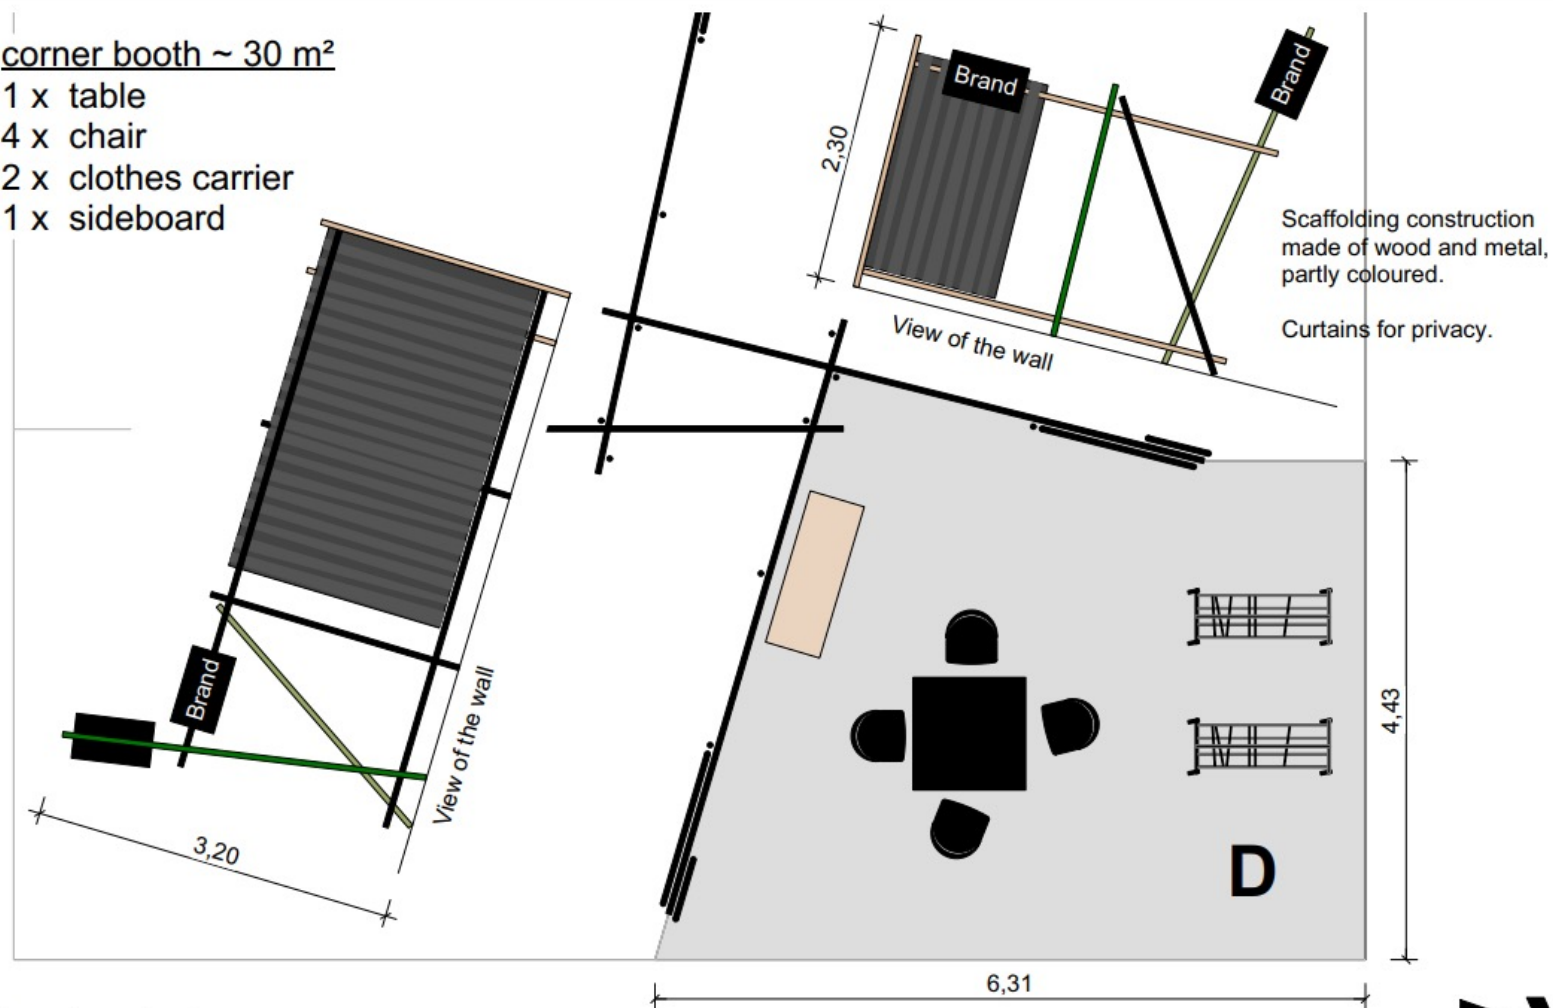 corner booth ~ 30 m²
1 x table
4 x chair
2 x clothes carrier
1 x sideboard
Brand
Brand
2,30
View of the wall
Scaffolding construction
made of wood and metal,
partly coloured.
Curtains for privacy.
Brand
View of the wall
3,20
4,43
D
6,31